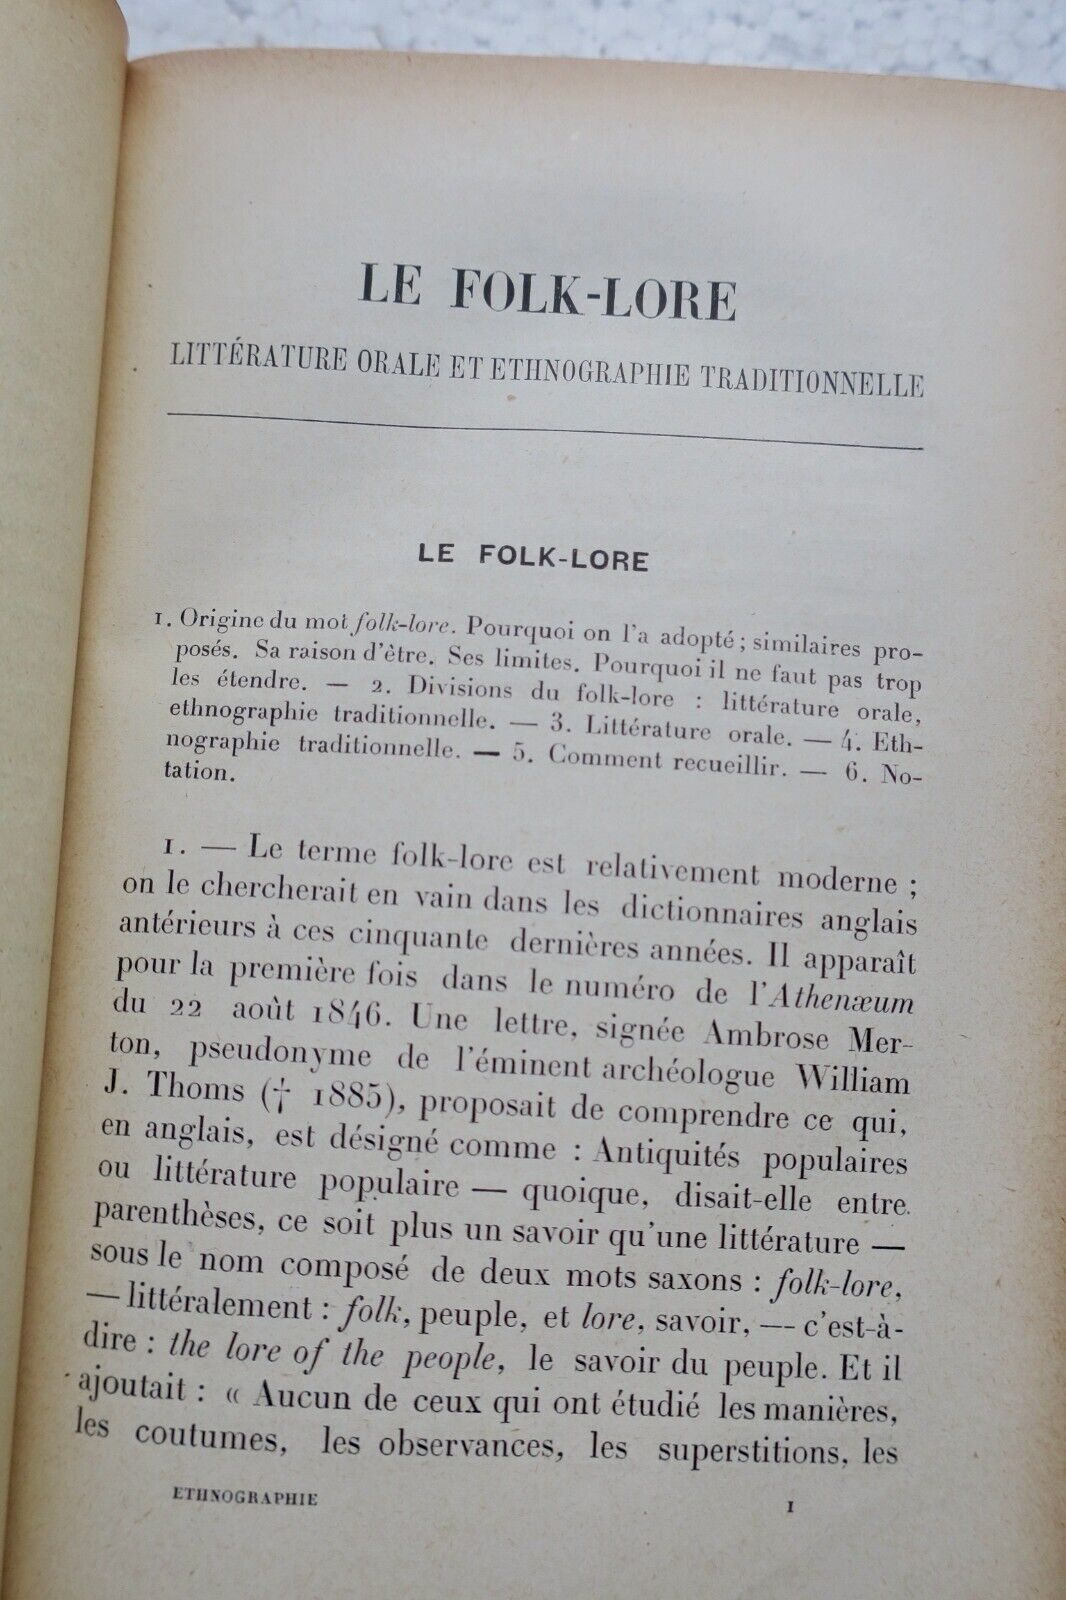 LE FOLK-LORE
LITTÉRATURE ORALE ET ETHNOGRAPHIE TRADITIONNELLE
LE FOLK-LORE
1. Origine du mot folk-lore. Pourquoi on l'a adopté ; similaires pro-
posés. Sa raison d'être. Ses limites. Pourquoi il ne faut pas trop
les étendre. — 2. Divisions du folk-lore : littérature orale,
ethnographie traditionnelle. — 3. Littérature orale. — 4. Eth-
nographie traditionnelle. — 5. Comment recueillir. — 6. No-
tation.
1. — Le terme folk-lore est relativement moderne ;
on le chercherait en vain dans les dictionnaires anglais
antérieurs à ces cinquante dernières années. Il apparaît
pour la première fois dans le numéro de l'Athenæum
du 22 août 1846. Une lettre, signée Ambrose Mer-
ton, pseudonyme de l'éminent archéologue William
J. Thoms († 1885), proposait de comprendre ce qui,
en anglais, est désigné comme : Antiquités populaires
ou littérature populaire — quoique, disait-elle entre
parenthèses, ce soit plus un savoir qu'une littérature —
sous le nom composé de deux mots saxons : folk-lore,
— littéralement : folk, peuple, et lore, savoir, — c'est-à-
dire : the lore of the people, le savoir du peuple. Et il
ajoutait : « Aucun de ceux qui ont étudié les manières,
les coutumes, les observances, les superstitions, les
ETHNOGRAPHIE 1